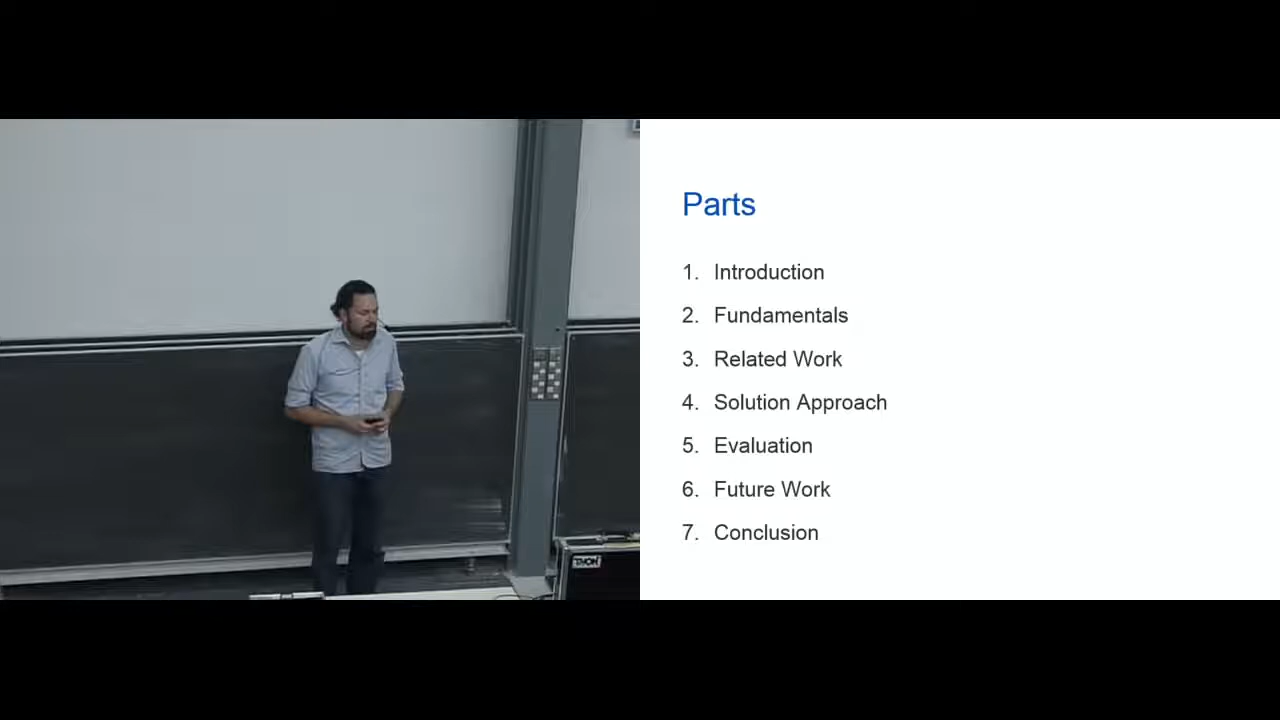 Parts
1. Introduction
2. Fundamentals
3. Related Work
4. Solution Approach
5. Evaluation
6. Future Work
7. Conclusion